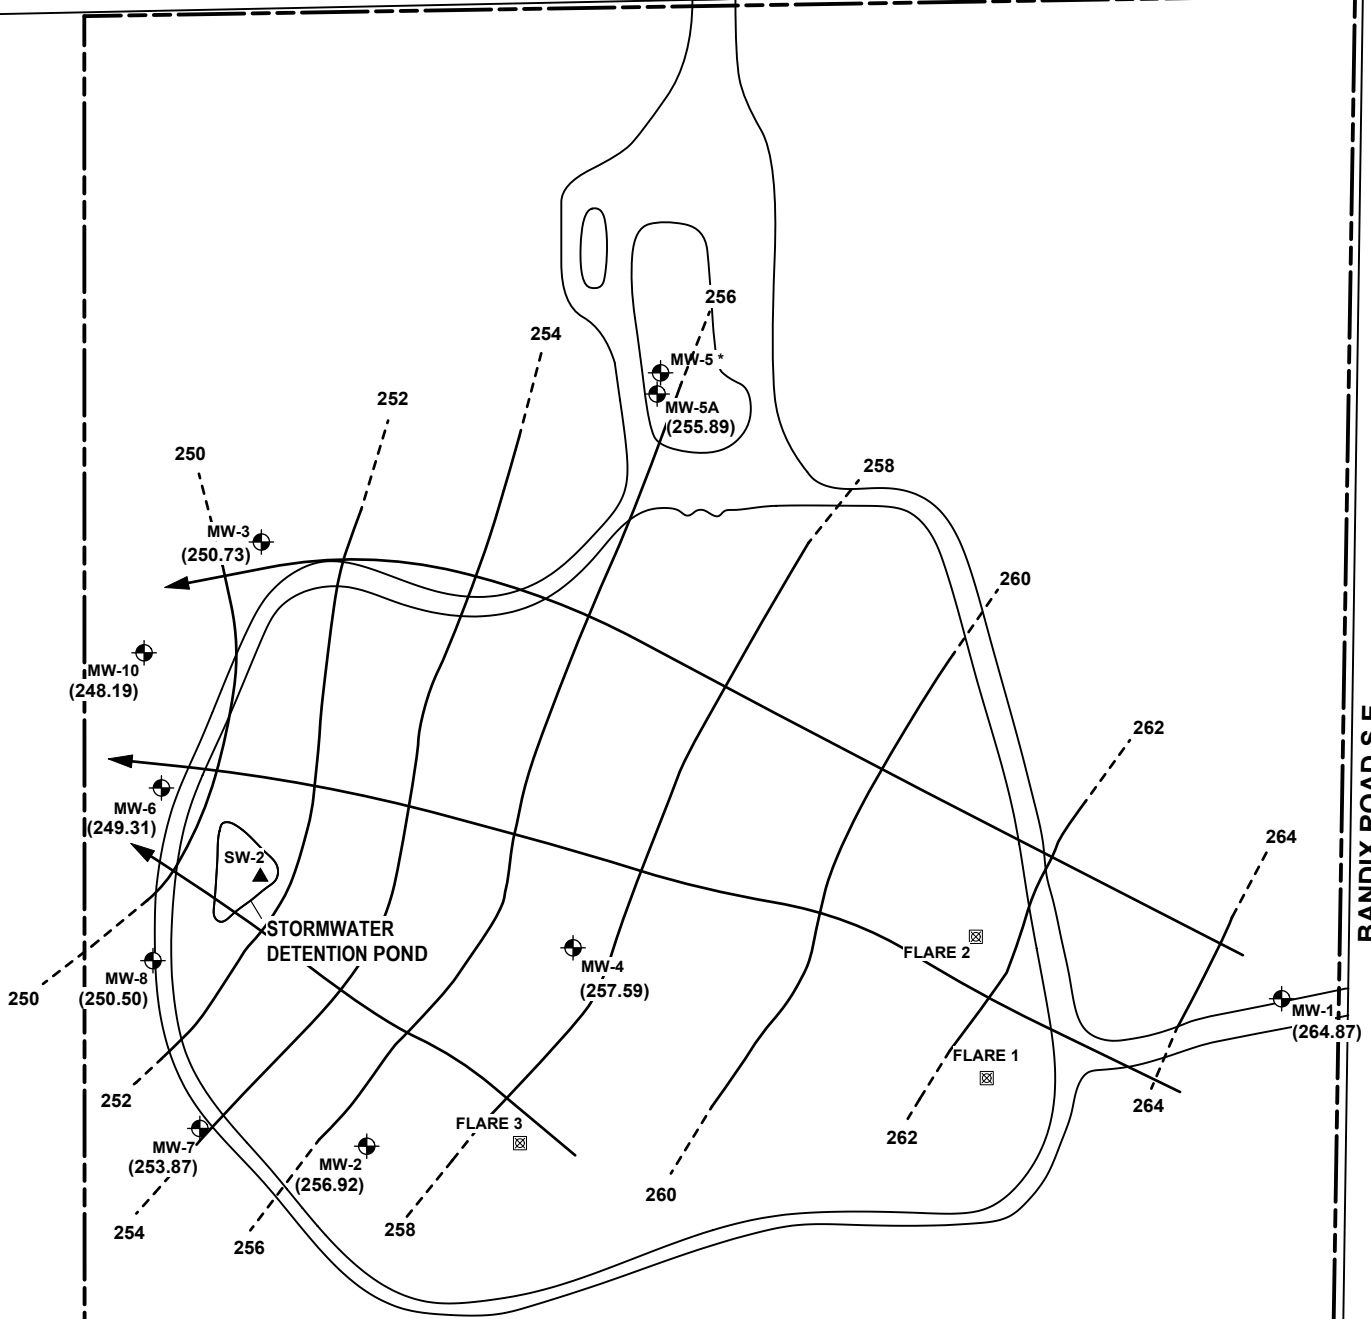 256
254
MW-5 *
252
MW-5A
(255.89)
250
258
MW-3
(250.73)
260
MW-10
(248.19)
262
BANDIX ROAD S.E.
MW-6
(249.31)
264
SW-2
STORMWATER
DETENTION POND
FLARE 2
MW-4
(257.59)
MW-8
(250.50)
250
MW-1
(264.87)
FLARE 1
252
264
FLARE 3
262
MW-7
(253.87)
MW-2
(256.92)
260
254
258
256